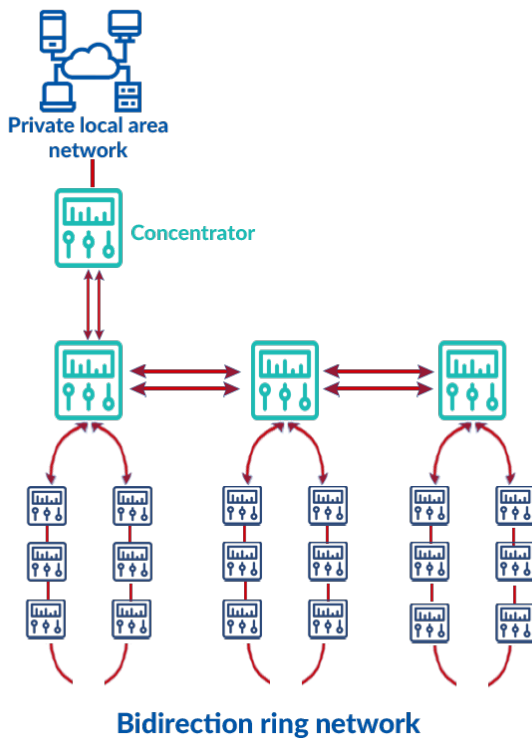 Private local area
network
Concentrator
Bidirection ring network